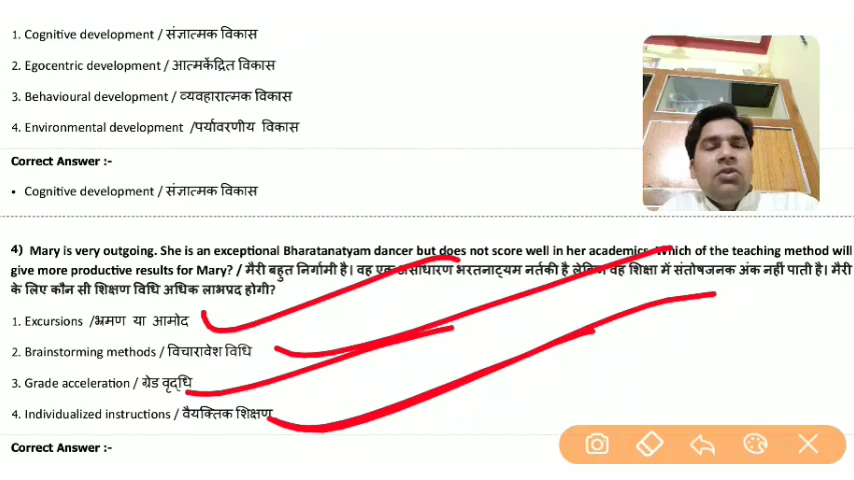 1. Cognitive development / संज्ञात्मक विकास
2. Egocentric development / आत्मकेंद्रित विकास
3. Behavioural development / व्यवहारात्मक विकास
4. Environmental development /पर्यावरणीय विकास
Correct Answer :-
• Cognitive development / संज्ञात्मक विकास
4) Mary is very outgoing. She is an exceptional Bharatanatyam dancer but does not score well in her academics. Which of the teaching method will
give more productive results for Mary? / मैरी बहुत निर्गामी है। वह एक असाधारण भरतनाट्यम नर्तकी है लेकिन वह शिक्षा में संतोषजनक अंक नहीं पाती है। मैरी
के लिए कौन सी शिक्षण विधि अधिक लाभप्रद होगी?
1. Excursions /भ्रमण या आमोद
2. Brainstorming methods / विचारावेश विधि
3. Grade acceleration / ग्रेड वृद्धि
4. Individualized instructions / वैयक्तिक शिक्षण
Correct Answer :-